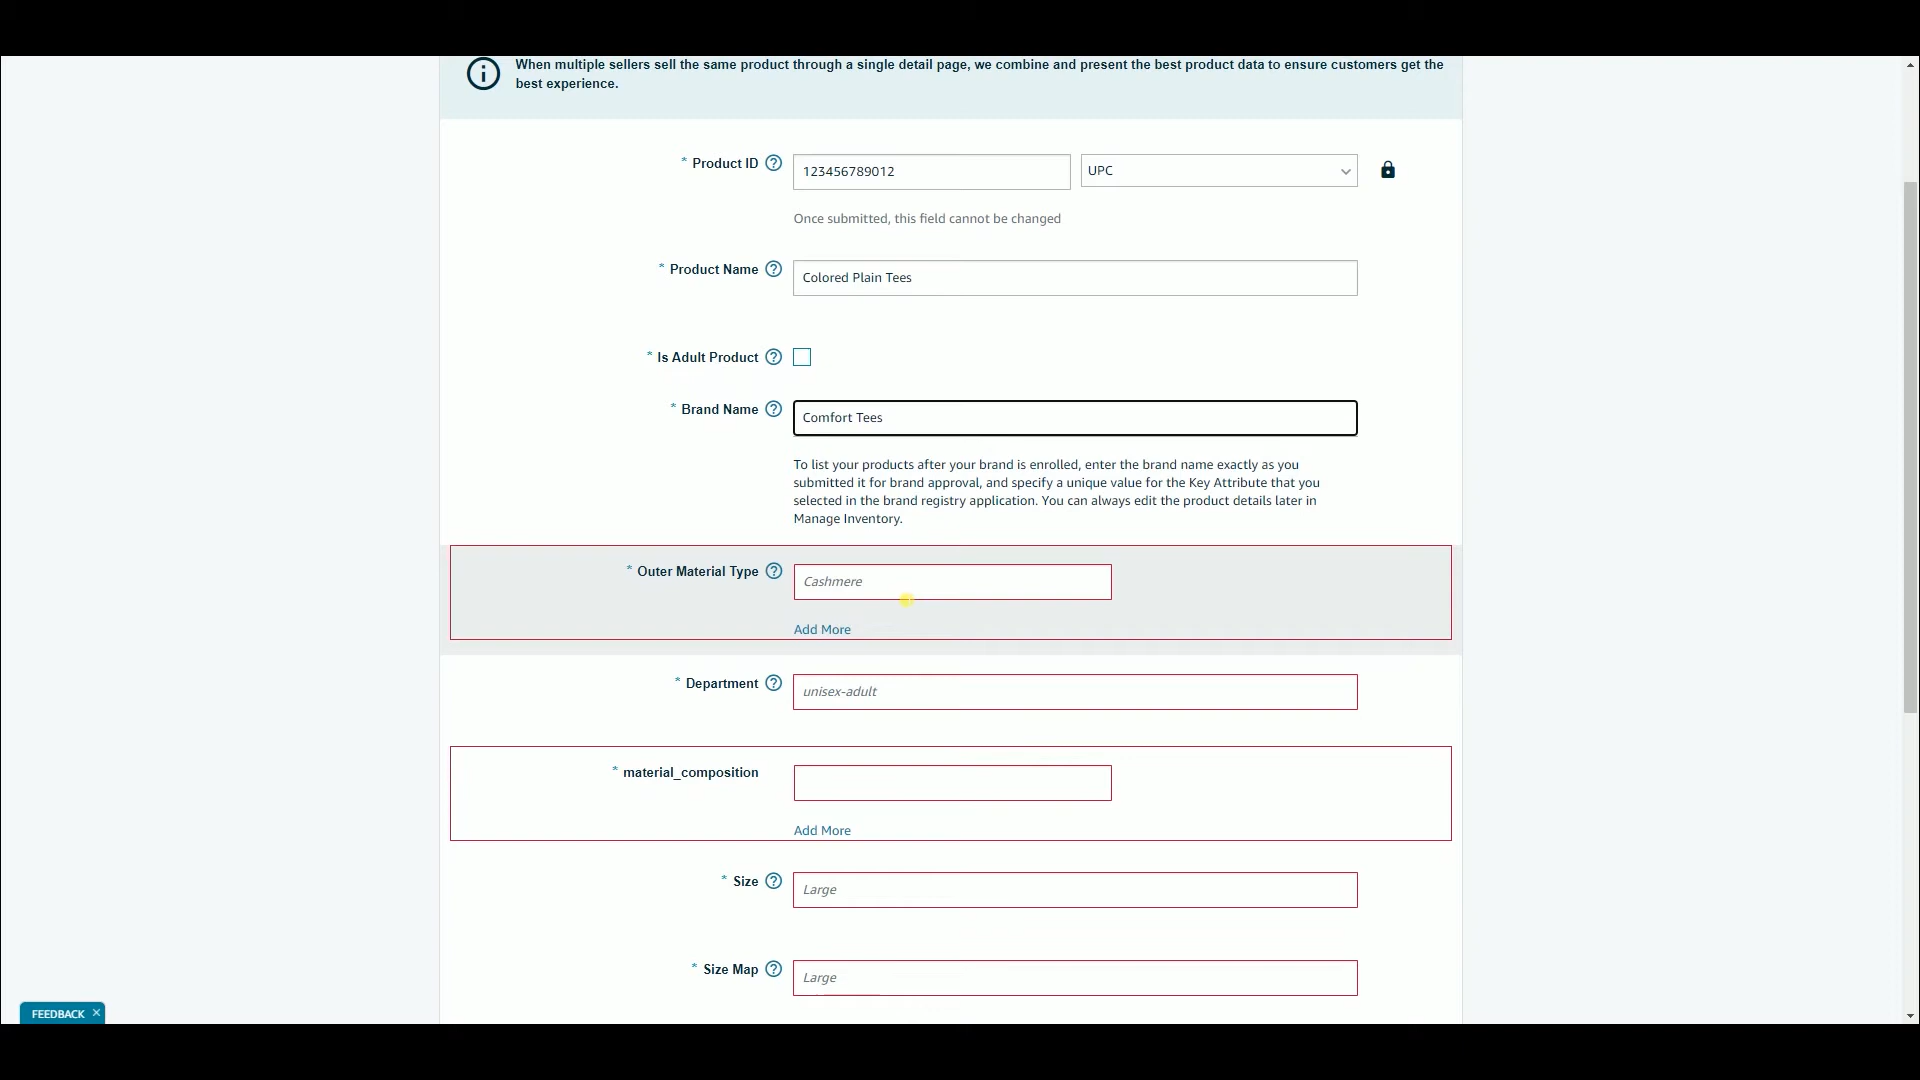 When multiple sellers sell the same product through a single detail page, we combine and present the best product data to ensure customers get the
best experience.
* Product ID
123456789012
UPC
Once submitted, this field cannot be changed
* Product Name
Colored Plain Tees
* Is Adult Product
* Brand Name
Comfort Tees
To list your products after your brand is enrolled, enter the brand name exactly as you
submitted it for brand approval, and specify a unique value for the Key Attribute that you
selected in the brand registry application. You can always edit the product details later in
Manage Inventory.
* Outer Material Type
Cashmere
Add More
* Department
unisex-adult
* material_composition
Add More
* Size
Large
* Size Map
Large
FEEDBACK